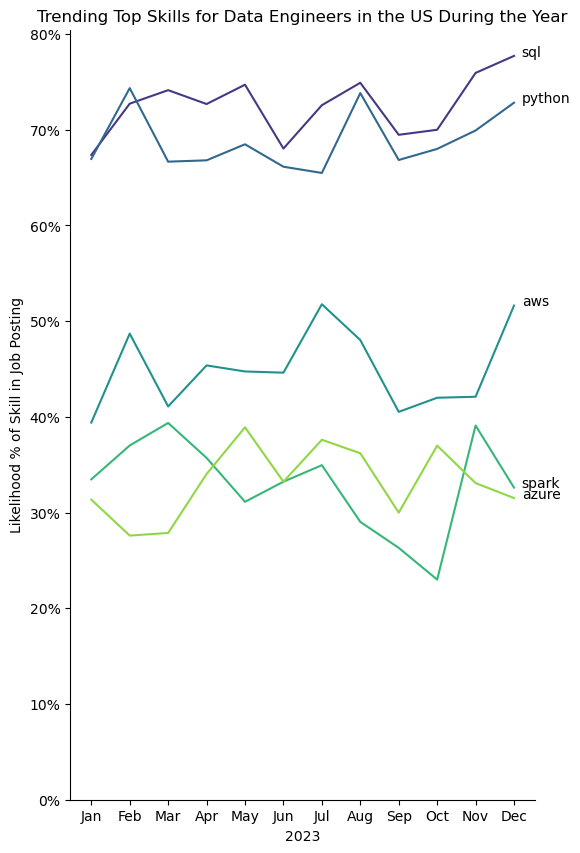 Trending Top Skills for Data Engineers in the US During the Year
80%
70%
60%
50%
40%
30%
20%
10%
0%
Likelihood % of Skill in Job Posting
sql
python
aws
spark
azure
Jan Feb Mar Apr May Jun Jul Aug Sep Oct Nov Dec
2023